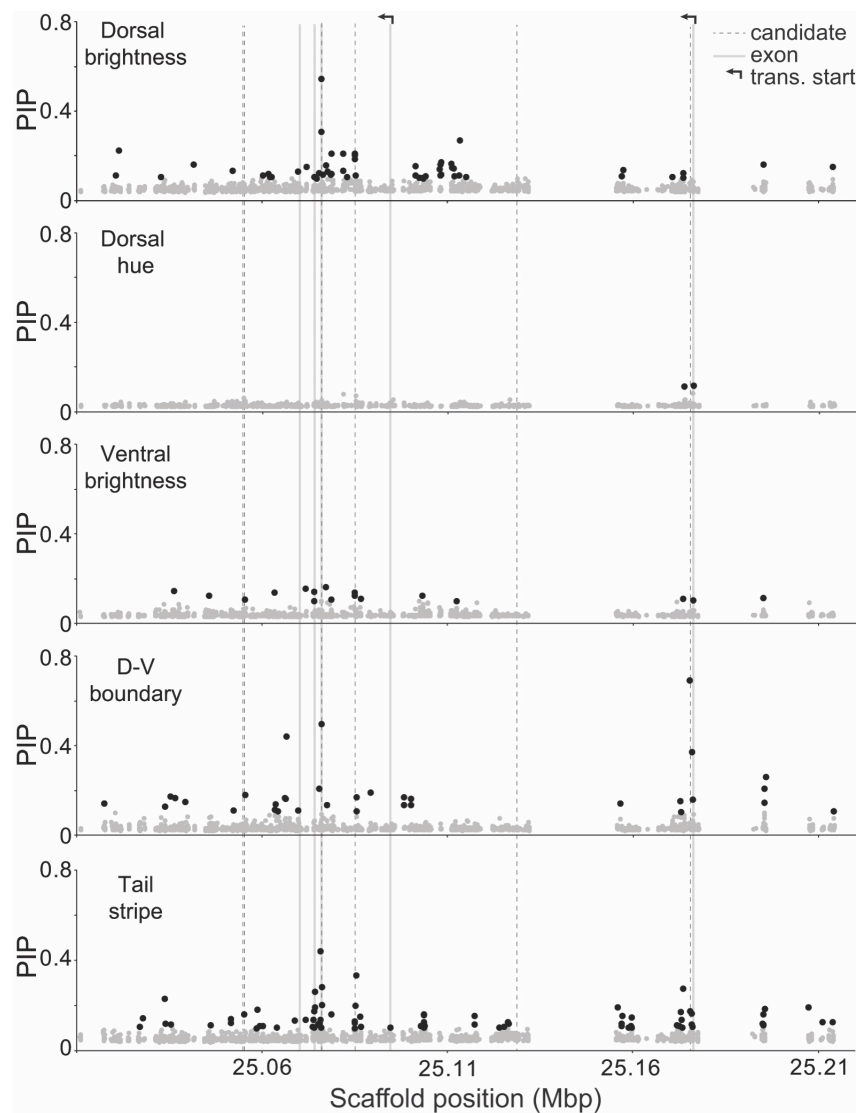 Dorsal
brightness
candidate
exon
trans. start
PIP
0.8
0.4
0
Dorsal
hue
PIP
0.8
0.4
0
Ventral
brightness
PIP
0.8
0.4
0
D-V
boundary
PIP
0.8
0.4
0
Tail
stripe
PIP
0.8
0.4
0
25.06 25.11 25.16 25.21
Scaffold position (Mbp)